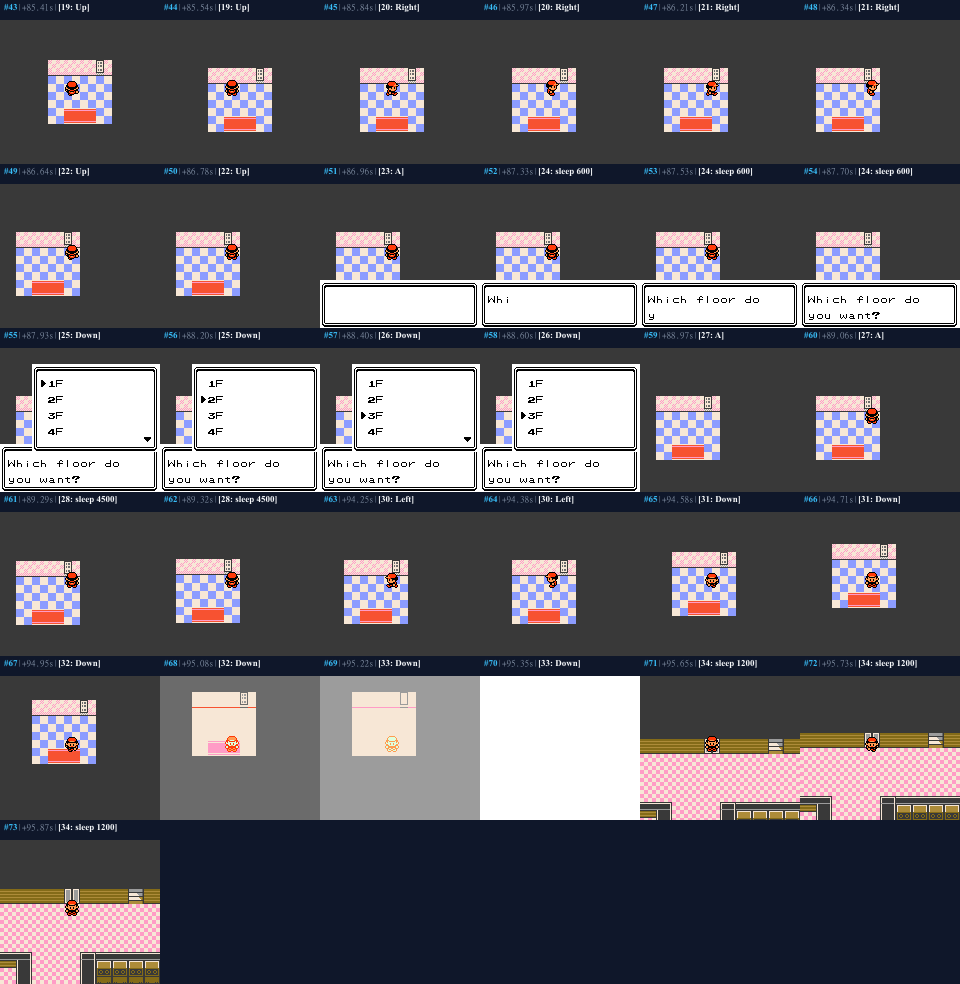 #43|+85.41s| [19: Up]
#44|+85.54s| [19: Up]
#45|+85.84s| [20: Right]
#46|+85.97s| [20: Right]
#47|+86.21s| [21: Right]
#48|+86.34s| [21: Right]
#49|+86.64s| [22: Up]
#50|+86.78s| [22: Up]
#51|+86.96s| [23: A]
#52|+87.33s| [24: sleep 600]
#53|+87.53s| [24: sleep 600]
#54|+87.70s| [24: sleep 600]
Whi
Which floor do
y
Which floor do
you want?
#55|+87.93s| [25: Down]
#56|+88.20s| [25: Down]
#57|+88.40s| [26: Down]
#58|+88.60s| [26: Down]
#59|+88.97s| [27: A]
#60|+89.06s| [27: A]
1F
2F
3F
4F
Which floor do
you want?
1F
2F
3F
4F
Which floor do
you want?
1F
2F
3F
4F
Which floor do
you want?
1F
2F
3F
4F
Which floor do
you want?
#61|+89.29s| [28: sleep 4500]
#62|+89.32s| [28: sleep 4500]
#63|+94.25s| [30: Left]
#64|+94.38s| [30: Left]
#65|+94.58s| [31: Down]
#66|+94.71s| [31: Down]
#67|+94.95s| [32: Down]
#68|+95.08s| [32: Down]
#69|+95.22s| [33: Down]
#70|+95.35s| [33: Down]
#71|+95.65s| [34: sleep 1200]
#72|+95.73s| [34: sleep 1200]
#73|+95.87s| [34: sleep 1200]